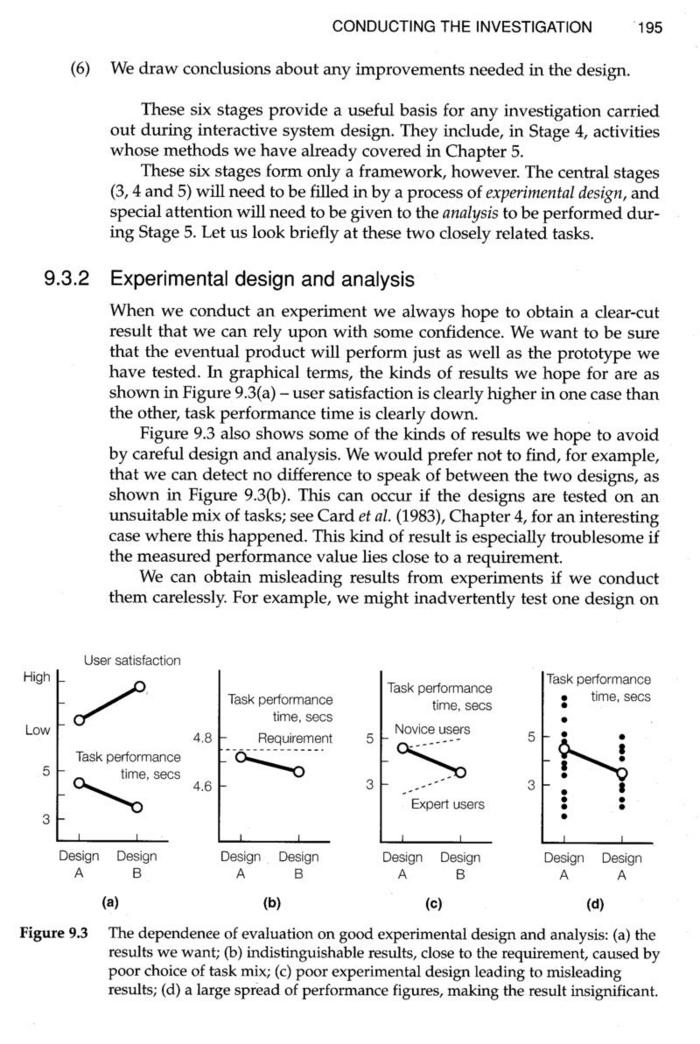 CONDUCTING THE INVESTIGATION 195
(6) We draw conclusions about any improvements needed in the design.
These six stages provide a useful basis for any investigation carried
out during interactive system design. They include, in Stage 4, activities
whose methods we have already covered in Chapter 5.
These six stages form only a framework, however. The central stages
(3, 4 and 5) will need to be filled in by a process of experimental design, and
special attention will need to be given to the analysis to be performed dur-
ing Stage 5. Let us look briefly at these two closely related tasks.
9.3.2 Experimental design and analysis
When we conduct an experiment we always hope to obtain a clear-cut
result that we can rely upon with some confidence. We want to be sure
that the eventual product will perform just as well as the prototype we
have tested. In graphical terms, the kinds of results we hope for are as
shown in Figure 9.3(a) – user satisfaction is clearly higher in one case than
the other, task performance time is clearly down.
Figure 9.3 also shows some of the kinds of results we hope to avoid
by careful design and analysis. We would prefer not to find, for example,
that we can detect no difference to speak of between the two designs, as
shown in Figure 9.3(b). This can occur if the designs are tested on an
unsuitable mix of tasks; see Card et al. (1983), Chapter 4, for an interesting
case where this happened. This kind of result is especially troublesome if
the measured performance value lies close to a requirement.
We can obtain misleading results from experiments if we conduct
them carelessly. For example, we might inadvertently test one design on
User satisfaction
High
Low
Task performance
time, secs
5
3
Design Design
A B
(a)
Task performance
time, secs
4.8 Requirement
4.6
Design Design
A B
(b)
Task performance
time, secs
Novice users
5
3
Expert users
Design Design
A B
(c)
Task performance
time, secs
5
3
Design Design
A A
(d)
Figure 9.3 The dependence of evaluation on good experimental design and analysis: (a) the
results we want; (b) indistinguishable results, close to the requirement, caused by
poor choice of task mix; (c) poor experimental design leading to misleading
results; (d) a large spread of performance figures, making the result insignificant.